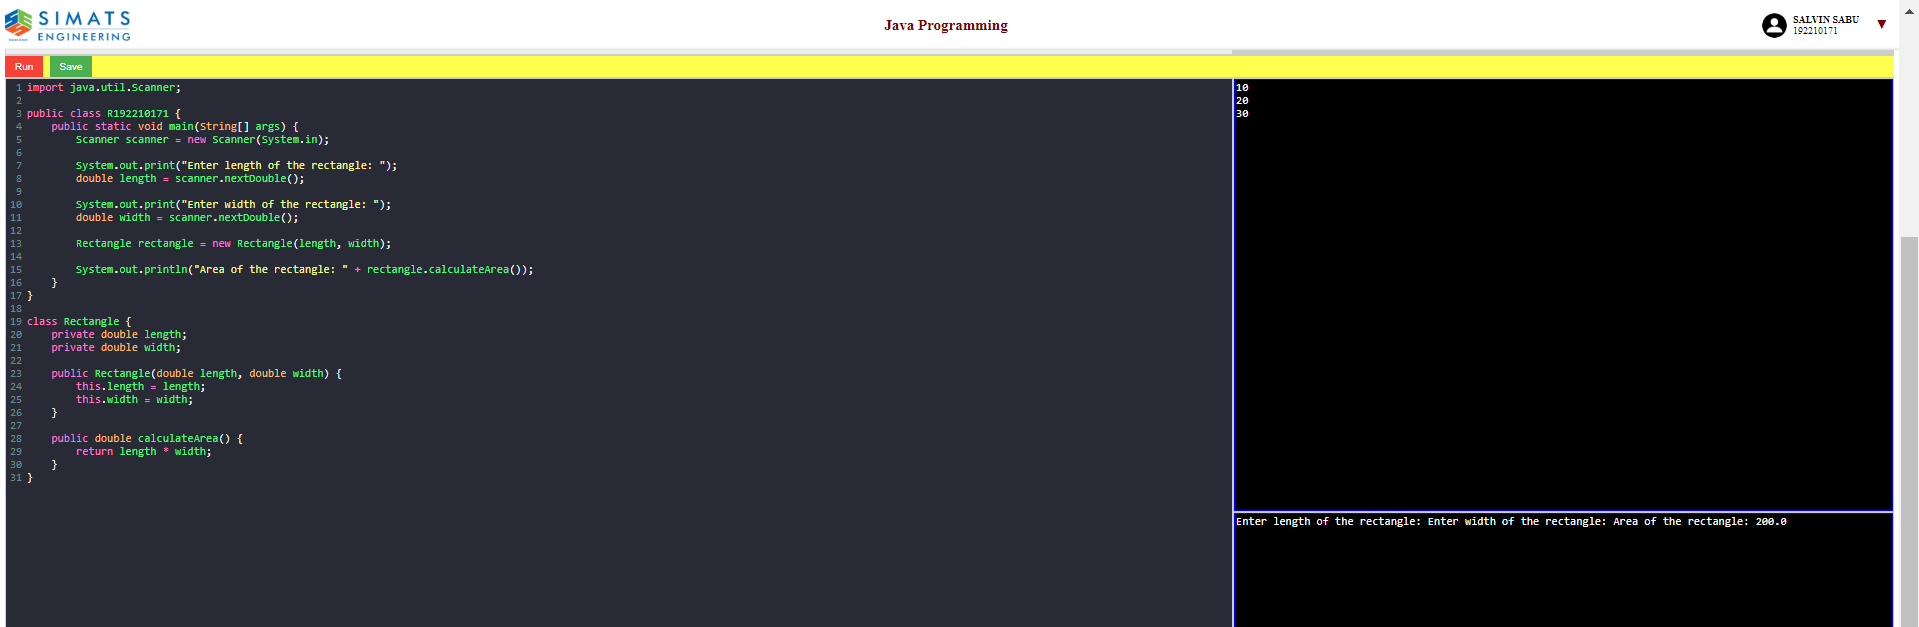 SIMATS
ENGINEERING
Java Programming
SALVIN SABU
192210171
Run
Save
1 import java.util.Scanner;
2
3 public class R192210171 {
4     public static void main(String[] args) {
5         Scanner scanner = new Scanner(System.in);
6
7         System.out.print("Enter length of the rectangle: ");
8         double length = scanner.nextDouble();
9
10         System.out.print("Enter width of the rectangle: ");
11         double width = scanner.nextDouble();
12
13         Rectangle rectangle = new Rectangle(length, width);
14
15         System.out.println("Area of the rectangle: " + rectangle.calculateArea());
16     }
17 }
18
19 class Rectangle {
20     private double length;
21     private double width;
22
23     public Rectangle(double length, double width) {
24         this.length = length;
25         this.width = width;
26     }
27
28     public double calculateArea() {
29         return length * width;
30     }
31 }
10
20
30
Enter length of the rectangle: Enter width of the rectangle: Area of the rectangle: 200.0